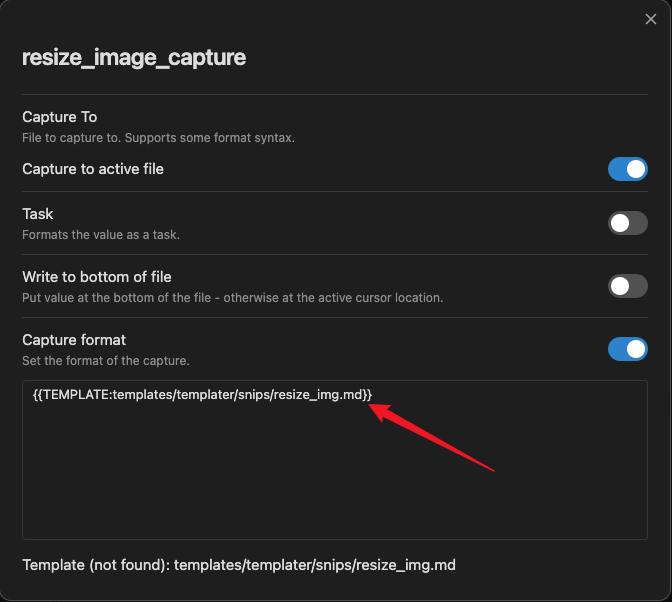 resize_image_capture
Capture To
File to capture to. Supports some format syntax.
Capture to active file
Task
Formats the value as a task.
Write to bottom of file
Put value at the bottom of the file - otherwise at the active cursor location.
Capture format
Set the format of the capture.
{{TEMPLATE:templates/templater/snips/resize_img.md}}
Template (not found): templates/templater/snips/resize_img.md